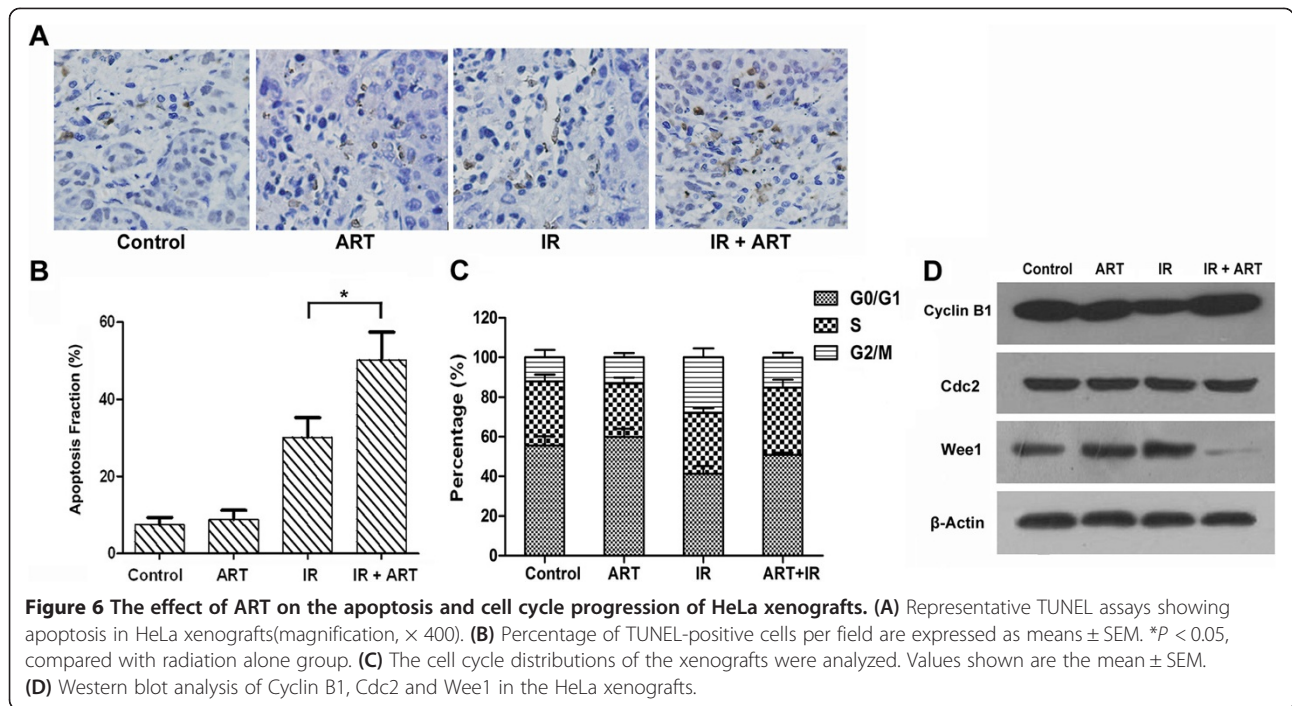 A
Control ART IR IR + ART
B
*
Apoptosis Fraction (%)
60
40
20
0
Control ART IR IR + ART
C
G0/G1
S
G2/M
Percentage (%)
120
100
80
60
40
20
0
Control ART IR ART+IR
D
Control ART IR IR + ART
Cyclin B1
Cdc2
Wee1
β-Actin
Figure 6 The effect of ART on the apoptosis and cell cycle progression of HeLa xenografts. (A) Representative TUNEL assays showing
apoptosis in HeLa xenografts(magnification, × 400). (B) Percentage of TUNEL-positive cells per field are expressed as means ± SEM. *P < 0.05,
compared with radiation alone group. (C) The cell cycle distributions of the xenografts were analyzed. Values shown are the mean ± SEM.
(D) Western blot analysis of Cyclin B1, Cdc2 and Wee1 in the HeLa xenografts.